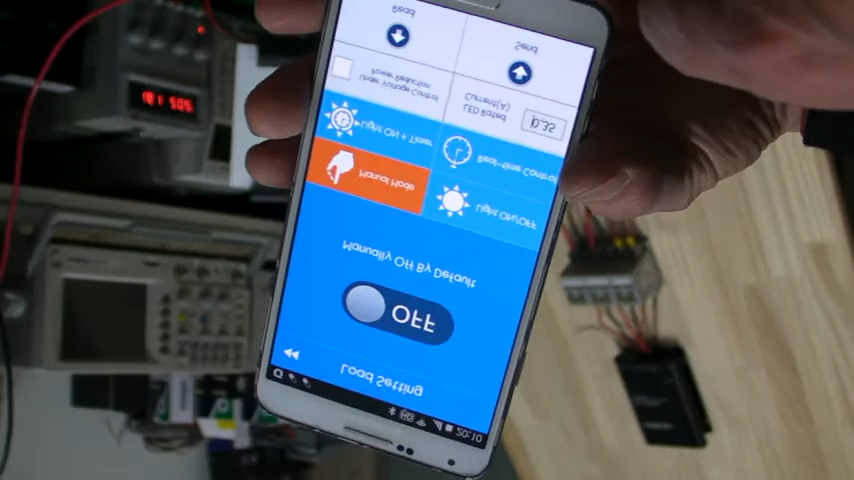 20:10
Load Setting
OFF
Manually OFF By Default
Manual Mode
Light ON/OFF
Light ON + Timer
Real-time Control
Under Voltage Control
Power Reduction
LED Rated
Current(A)
0.35
Read
Send